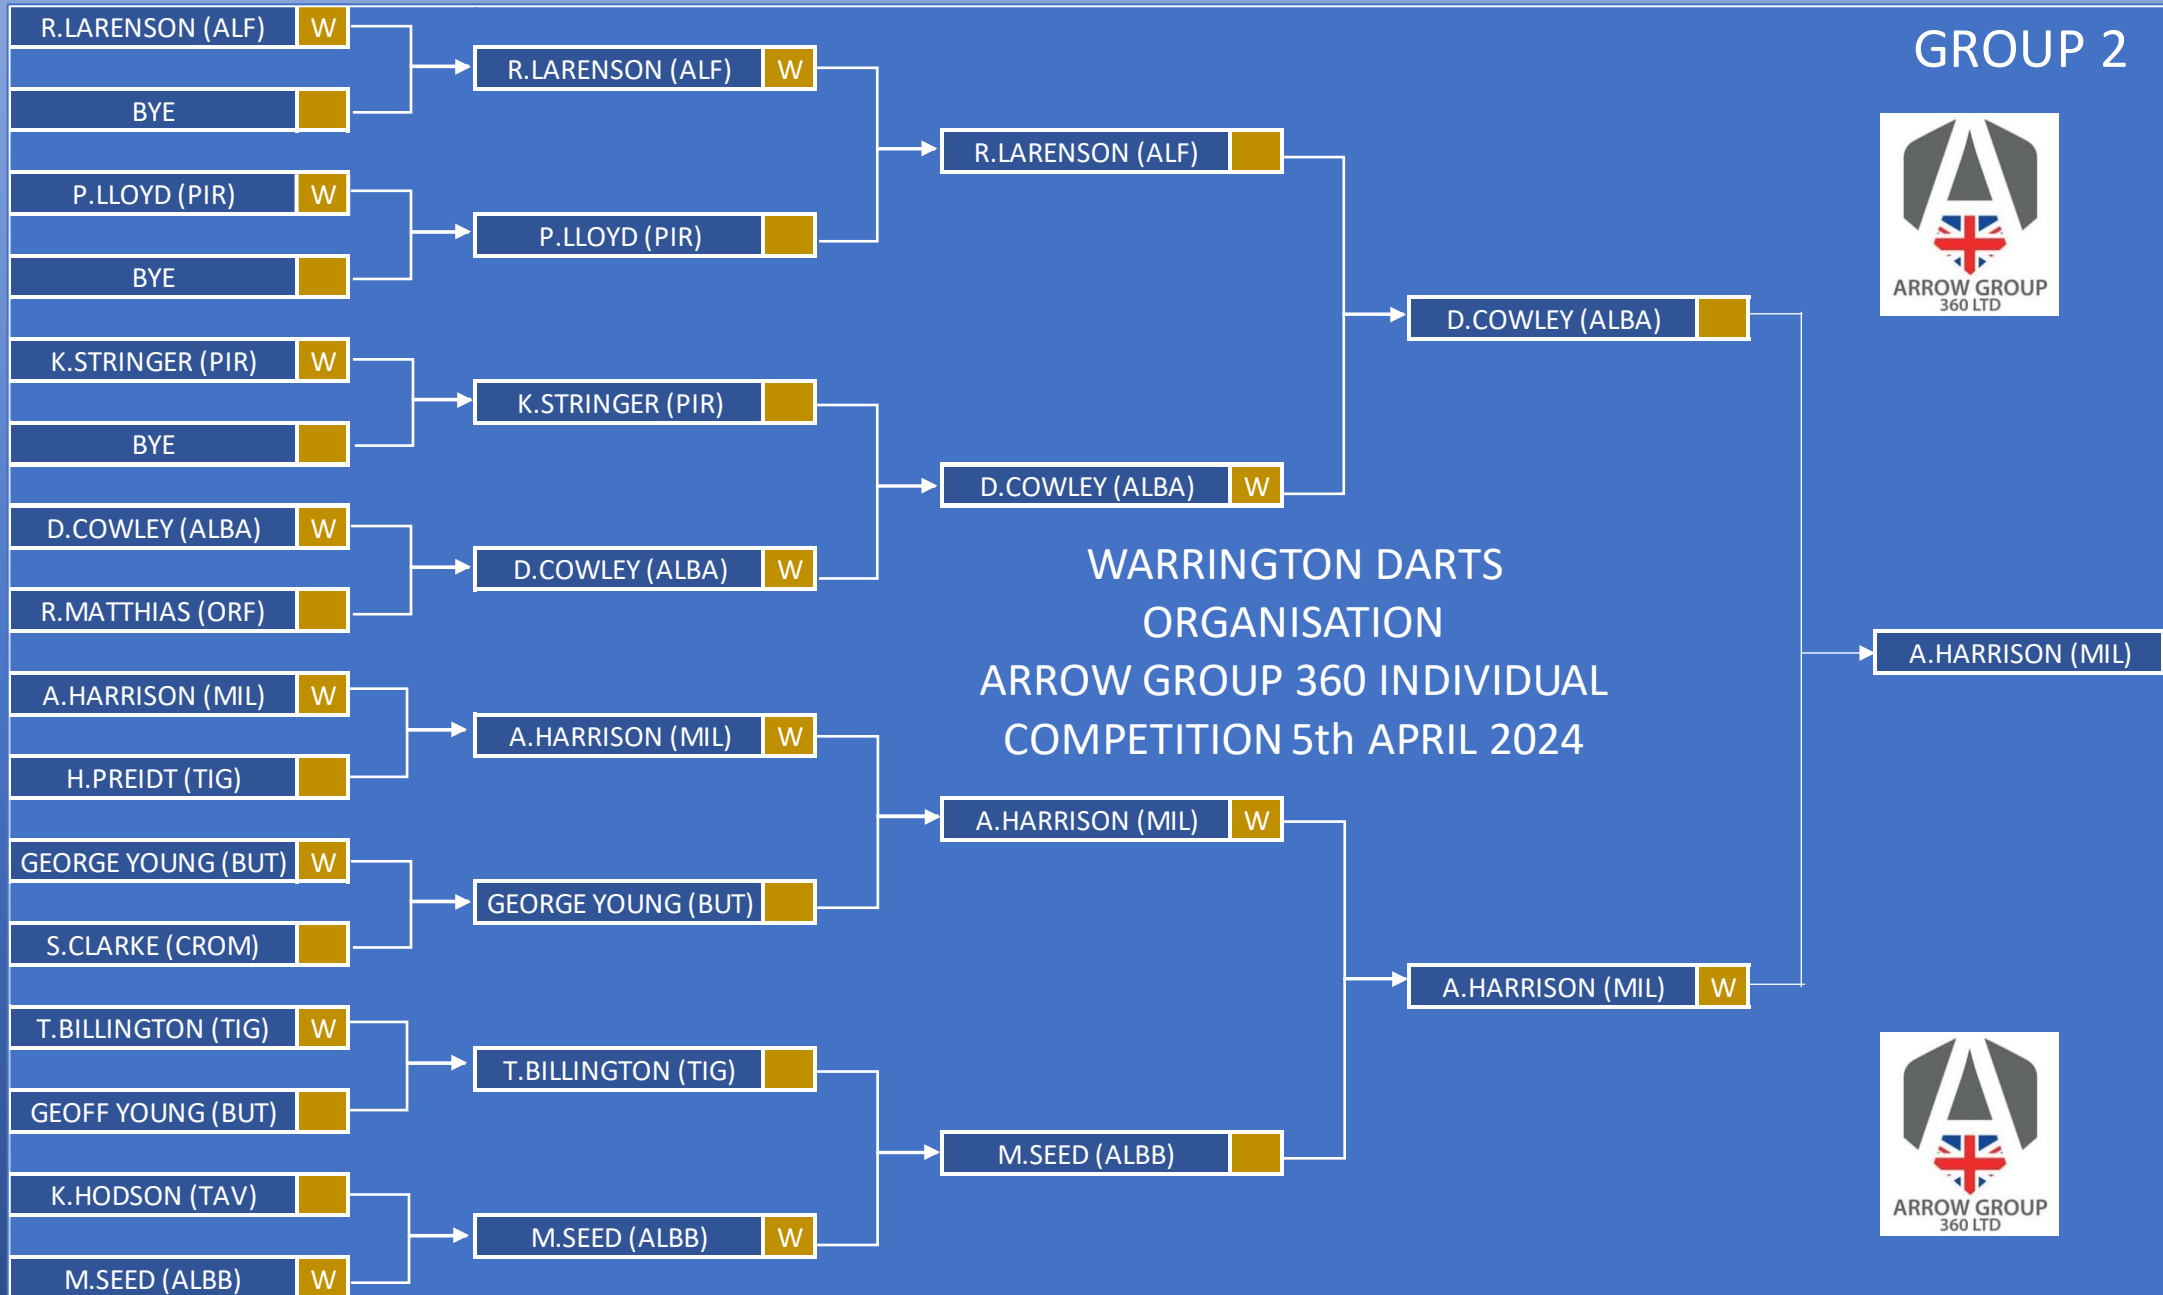 GROUP 2
R.LARENSON (ALF) W
BYE
P.LLOYD (PIR) W
BYE
K.STRINGER (PIR) W
BYE
D.COWLEY (ALBA) W
R.MATTHIAS (ORF)
A.HARRISON (MIL) W
H.PREIDT (TIG)
GEORGE YOUNG (BUT) W
S.CLARKE (CROM)
T.BILLINGTON (TIG) W
GEOFF YOUNG (BUT)
K.HODSON (TAV)
M.SEED (ALBB) W
R.LARENSON (ALF) W
P.LLOYD (PIR)
K.STRINGER (PIR)
D.COWLEY (ALBA) W
A.HARRISON (MIL) W
GEORGE YOUNG (BUT)
T.BILLINGTON (TIG)
M.SEED (ALBB) W
R.LARENSON (ALF)
D.COWLEY (ALBA) W
A.HARRISON (MIL) W
M.SEED (ALBB)
D.COWLEY (ALBA)
A.HARRISON (MIL) W
A.HARRISON (MIL)
WARRINGTON DARTS
ORGANISATION
ARROW GROUP 360 INDIVIDUAL
COMPETITION 5th APRIL 2024
ARROW GROUP
360 LTD
ARROW GROUP
360 LTD